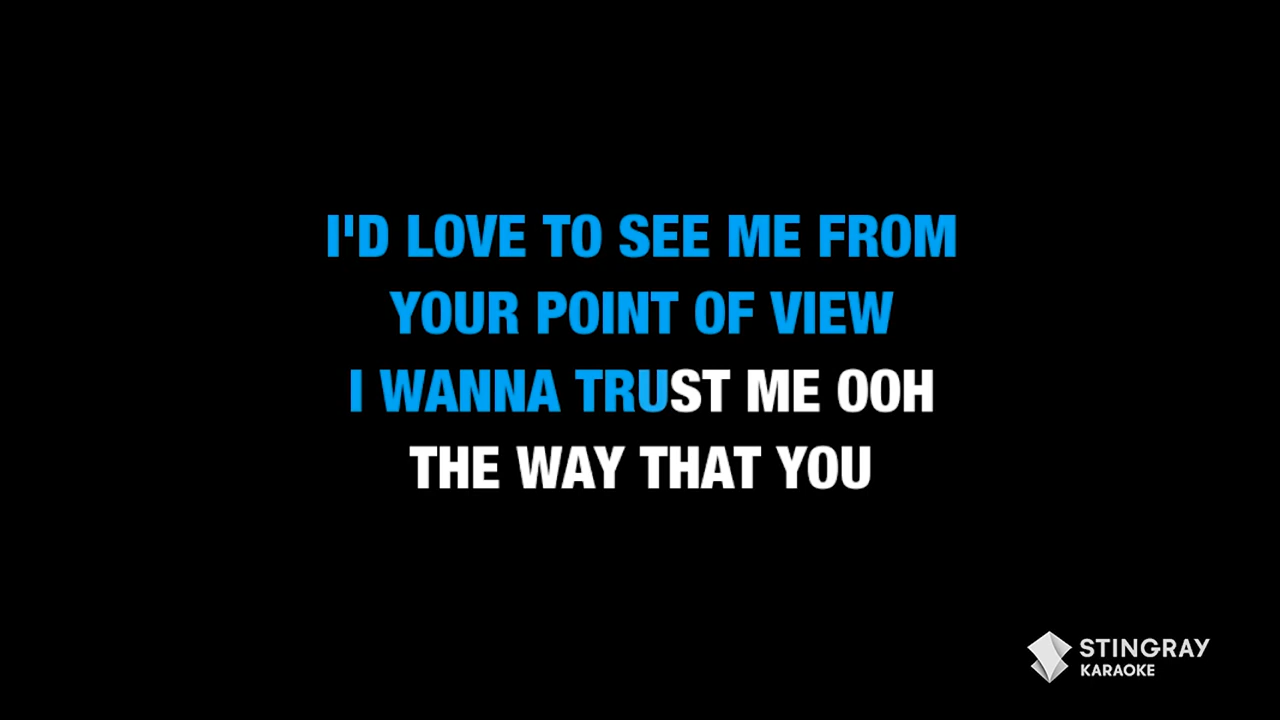 I'D LOVE TO SEE ME FROM
YOUR POINT OF VIEW
I WANNA TRUST ME OOH
THE WAY THAT YOU
STINGRAY
KARAOKE